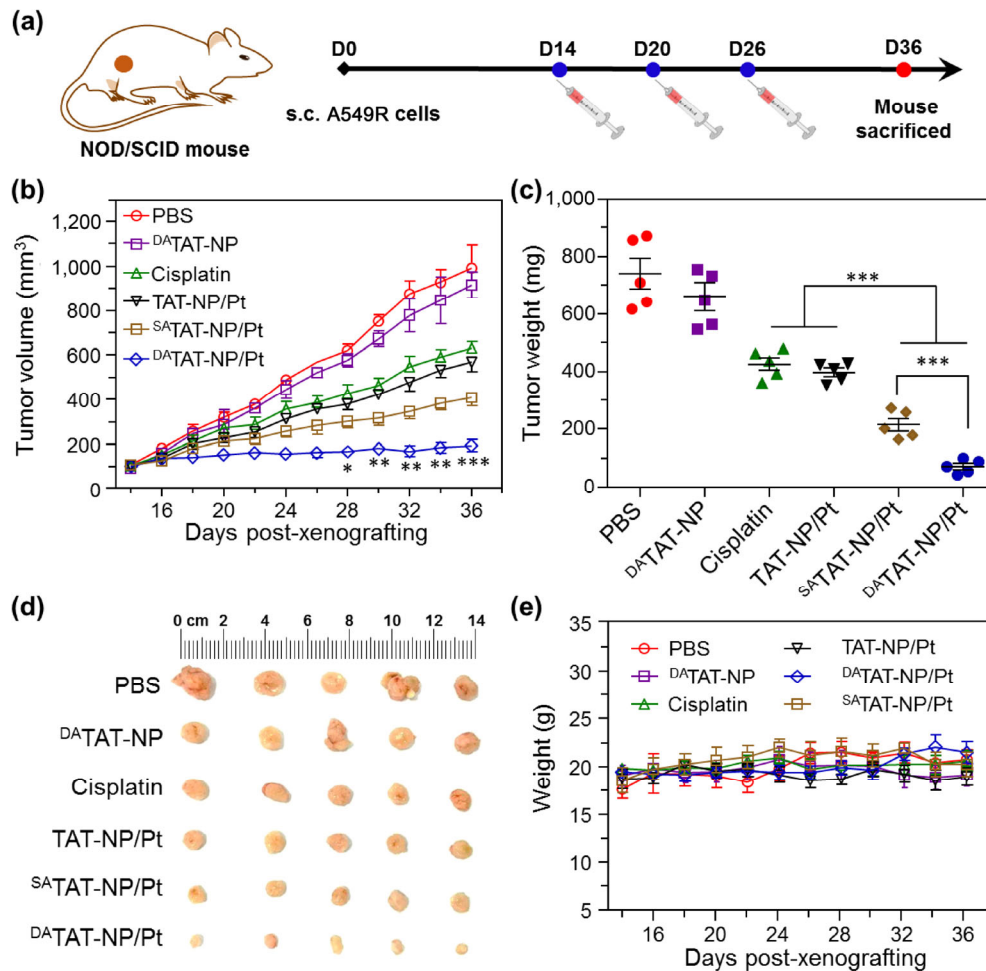 (a)
D0
D14
D20
D26
D36
s.c. A549R cells
Mouse
sacrificed
NOD/SCID mouse
(b)
Tumor volume (mm³)
1,200
1,000
800
600
400
200
0
PBS
ᴰᴬTAT-NP
Cisplatin
TAT-NP/Pt
ˢᴬTAT-NP/Pt
ᴰᴬTAT-NP/Pt
* ** ** ** ***
14 16 18 20 22 24 26 28 30 32 34 36
Days post-xenografting
(c)
Tumor weight (mg)
1,000
800
600
400
200
0
***
***
PBS
ᴰᴬTAT-NP
Cisplatin
TAT-NP/Pt
ˢᴬTAT-NP/Pt
ᴰᴬTAT-NP/Pt
(d)
0 cm 2 4 6 8 10 12 14
PBS
ᴰᴬTAT-NP
Cisplatin
TAT-NP/Pt
ˢᴬTAT-NP/Pt
ᴰᴬTAT-NP/Pt
(e)
Weight (g)
35
30
25
20
15
10
5
PBS
ᴰᴬTAT-NP
Cisplatin
TAT-NP/Pt
ᴰᴬTAT-NP/Pt
ˢᴬTAT-NP/Pt
16 20 24 28 32 36
Days post-xenografting